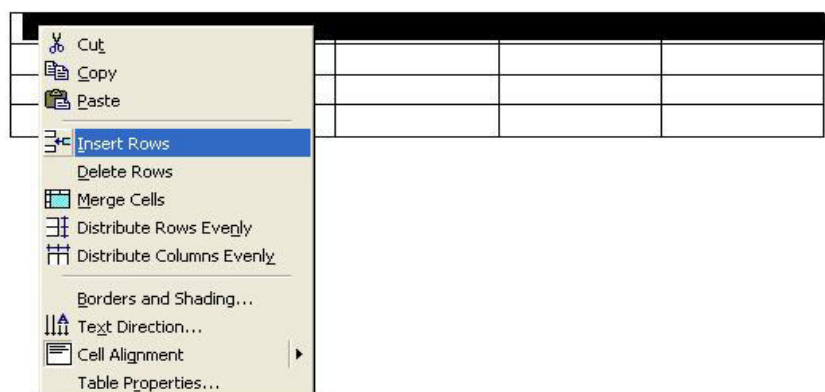 Cut
Copy
Paste
Insert Rows
Delete Rows
Merge Cells
Distribute Rows Evenly
Distribute Columns Evenly
Borders and Shading...
Text Direction...
Cell Alignment
Table Properties...